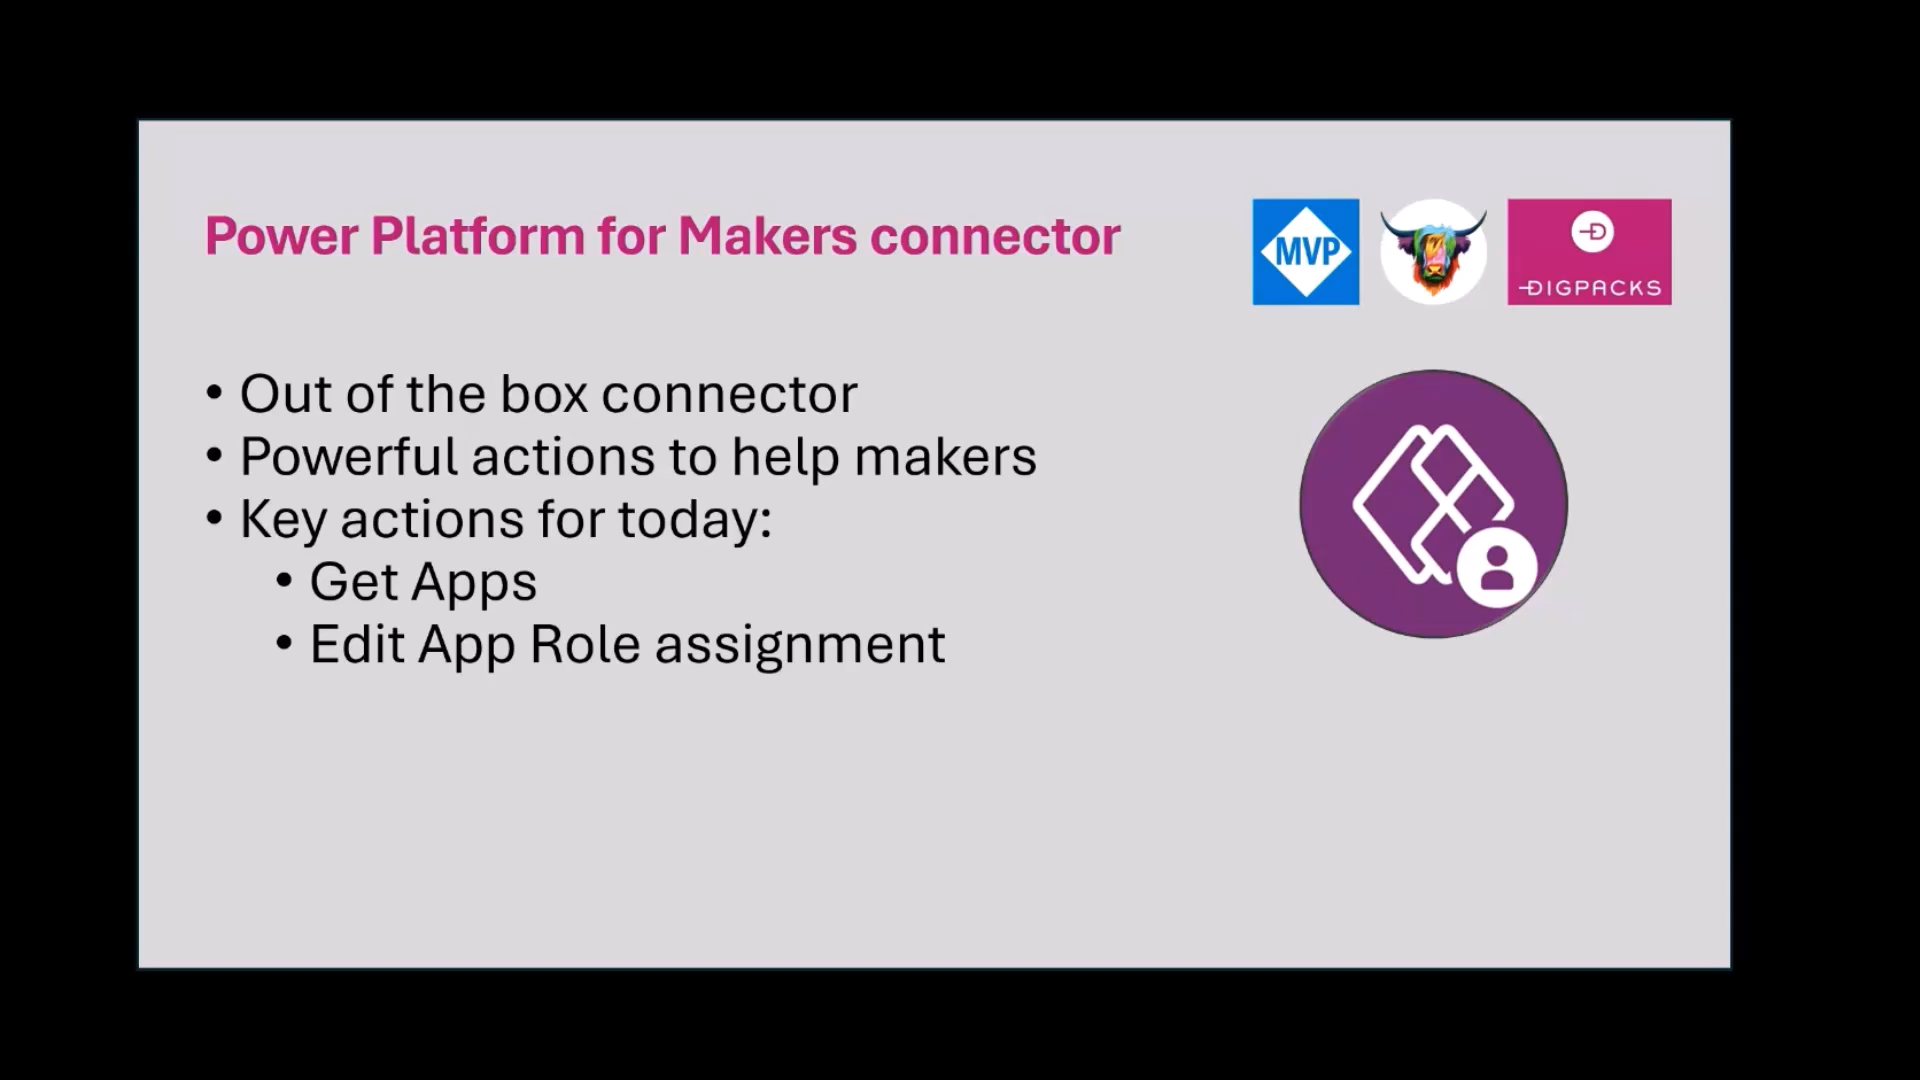 Power Platform for Makers connector
MVP
DIGPACKS
• Out of the box connector
• Powerful actions to help makers
• Key actions for today:
• Get Apps
• Edit App Role assignment